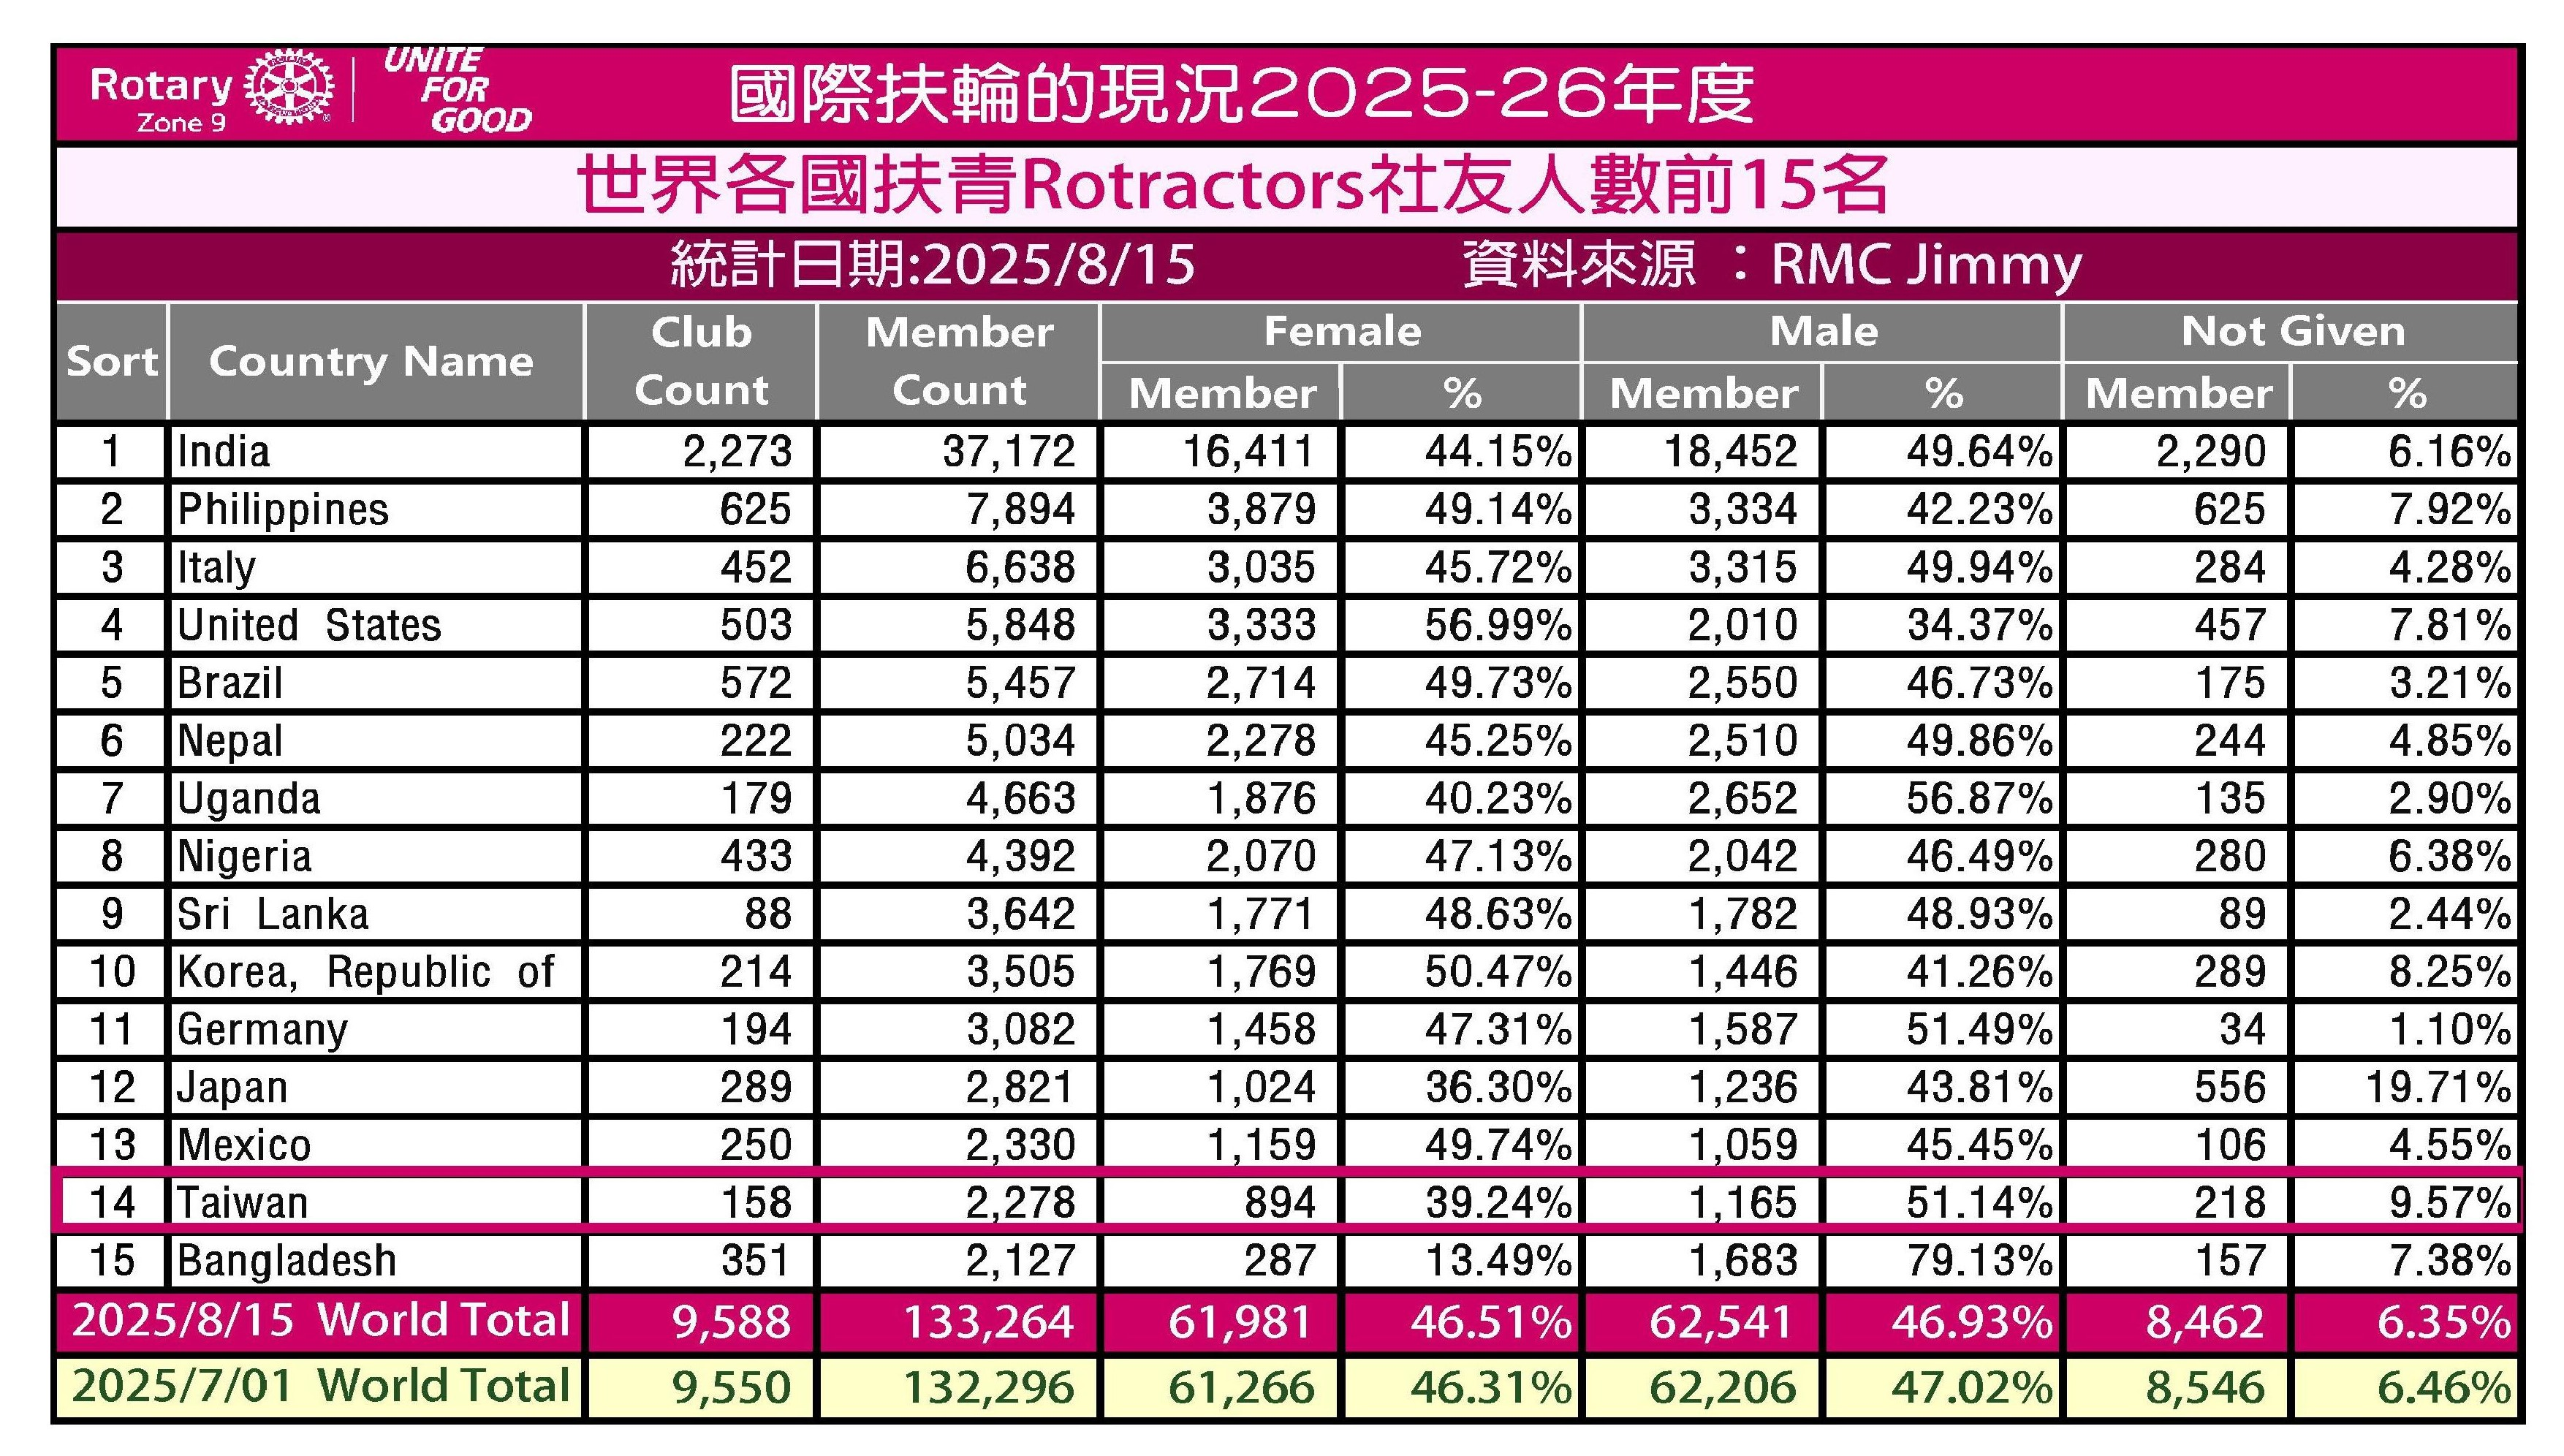 Rotary
Zone 9
UNITE
FOR
GOOD
國際扶輪的現況2025-26年度
世界各國扶青Rotractors社友人數前15名
統計日期:2025/8/15 資料來源 ：RMC Jimmy
Sort Country Name Club Count Member Count Female Male Not Given
Member % Member % Member %
1 India 2,273 37,172 16,411 44.15% 18,452 49.64% 2,290 6.16%
2 Philippines 625 7,894 3,879 49.14% 3,334 42.23% 625 7.92%
3 Italy 452 6,638 3,035 45.72% 3,315 49.94% 284 4.28%
4 United States 503 5,848 3,333 56.99% 2,010 34.37% 457 7.81%
5 Brazil 572 5,457 2,714 49.73% 2,550 46.73% 175 3.21%
6 Nepal 222 5,034 2,278 45.25% 2,510 49.86% 244 4.85%
7 Uganda 179 4,663 1,876 40.23% 2,652 56.87% 135 2.90%
8 Nigeria 433 4,392 2,070 47.13% 2,042 46.49% 280 6.38%
9 Sri Lanka 88 3,642 1,771 48.63% 1,782 48.93% 89 2.44%
10 Korea, Republic of 214 3,505 1,769 50.47% 1,446 41.26% 289 8.25%
11 Germany 194 3,082 1,458 47.31% 1,587 51.49% 34 1.10%
12 Japan 289 2,821 1,024 36.30% 1,236 43.81% 556 19.71%
13 Mexico 250 2,330 1,159 49.74% 1,059 45.45% 106 4.55%
14 Taiwan 158 2,278 894 39.24% 1,165 51.14% 218 9.57%
15 Bangladesh 351 2,127 287 13.49% 1,683 79.13% 157 7.38%
2025/8/15 World Total 9,588 133,264 61,981 46.51% 62,541 46.93% 8,462 6.35%
2025/7/01 World Total 9,550 132,296 61,266 46.31% 62,206 47.02% 8,546 6.46%